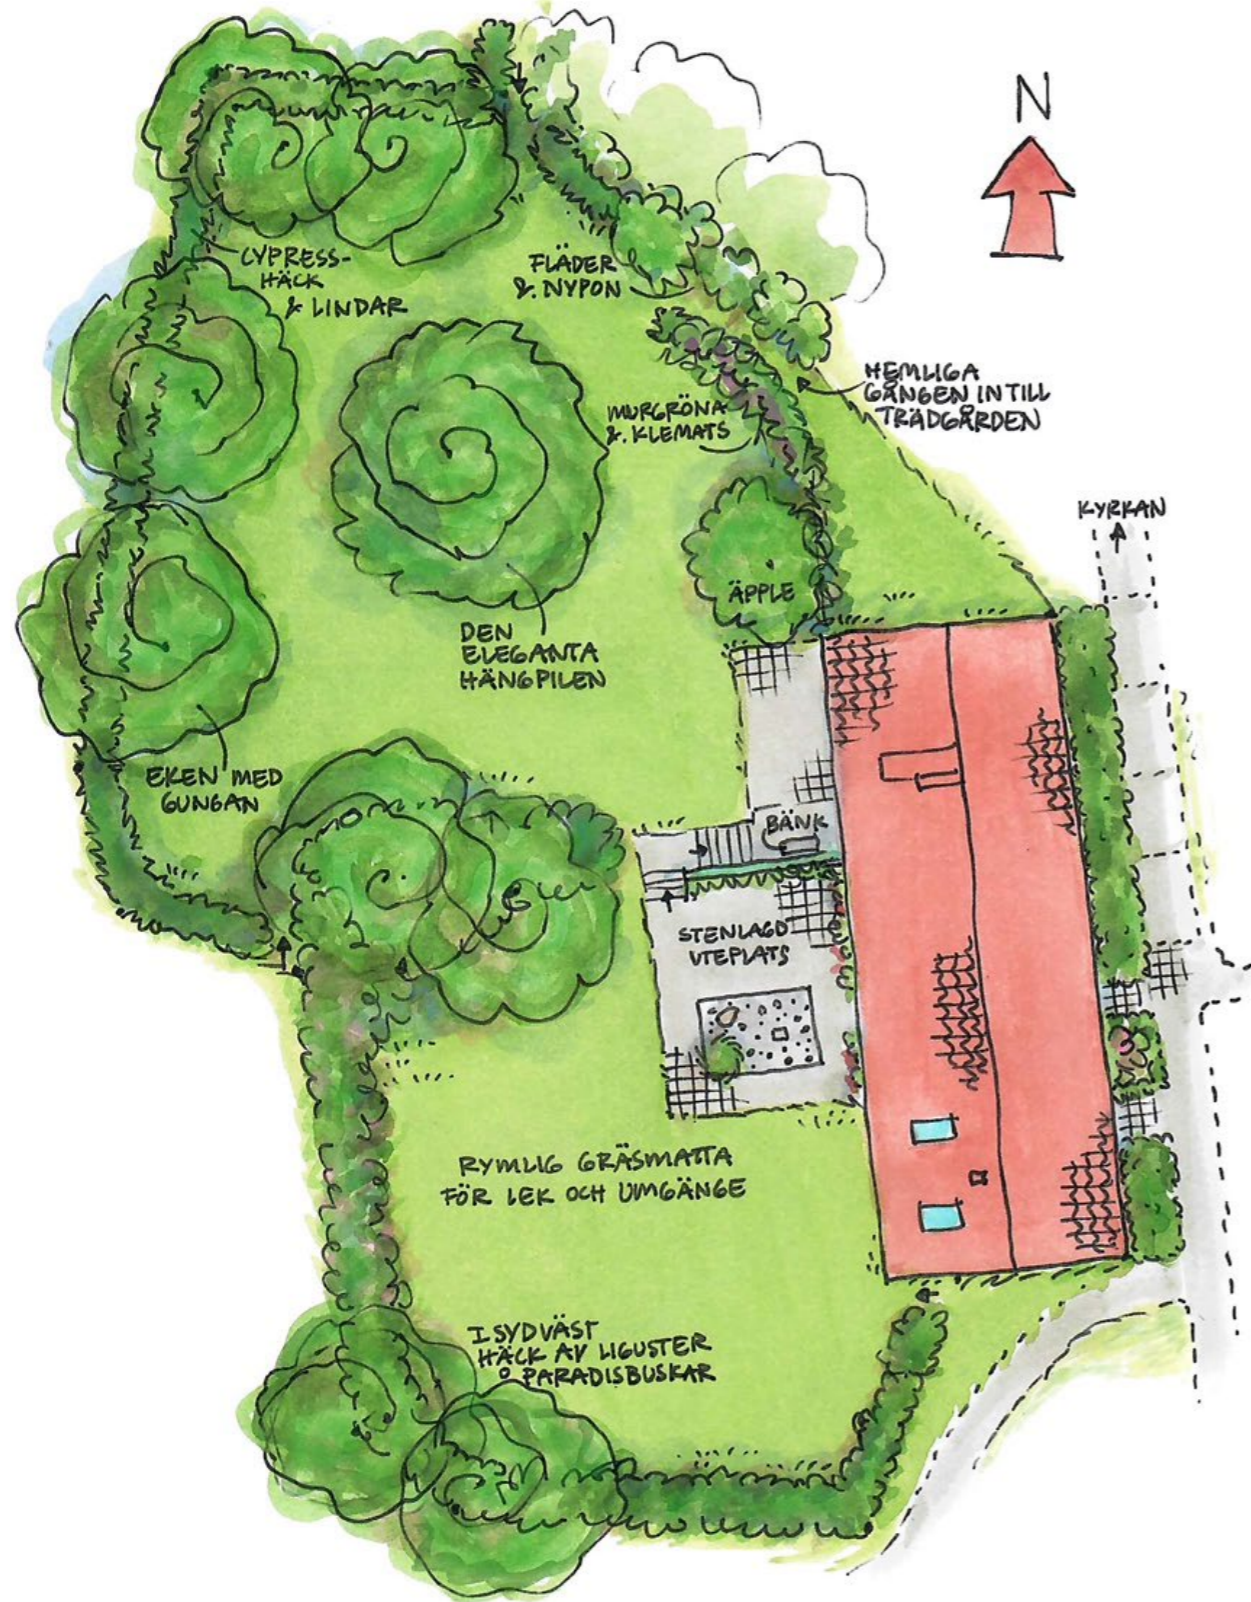 N
CYPRESS-
HÄCK
& LINDAR
FLÄDER
&. NYPON
HEMLIGA
GÅNGEN IN TILL
TRÄDGÅRDEN
MURGRÖNA
&. KLEMATS
KYRKAN
ÄPPLE
DEN
ELEGANTA
HÄNGPILEN
EKEN MED
GUNGAN
BÄNK
STENLAGD
UTEPLATS
RYMLIG GRÄSMATTA
FÖR LEK OCH UMGÄNGE
I SYDVÄST
HÄCK AV LIGUSTER
O PARADISBUSKAR